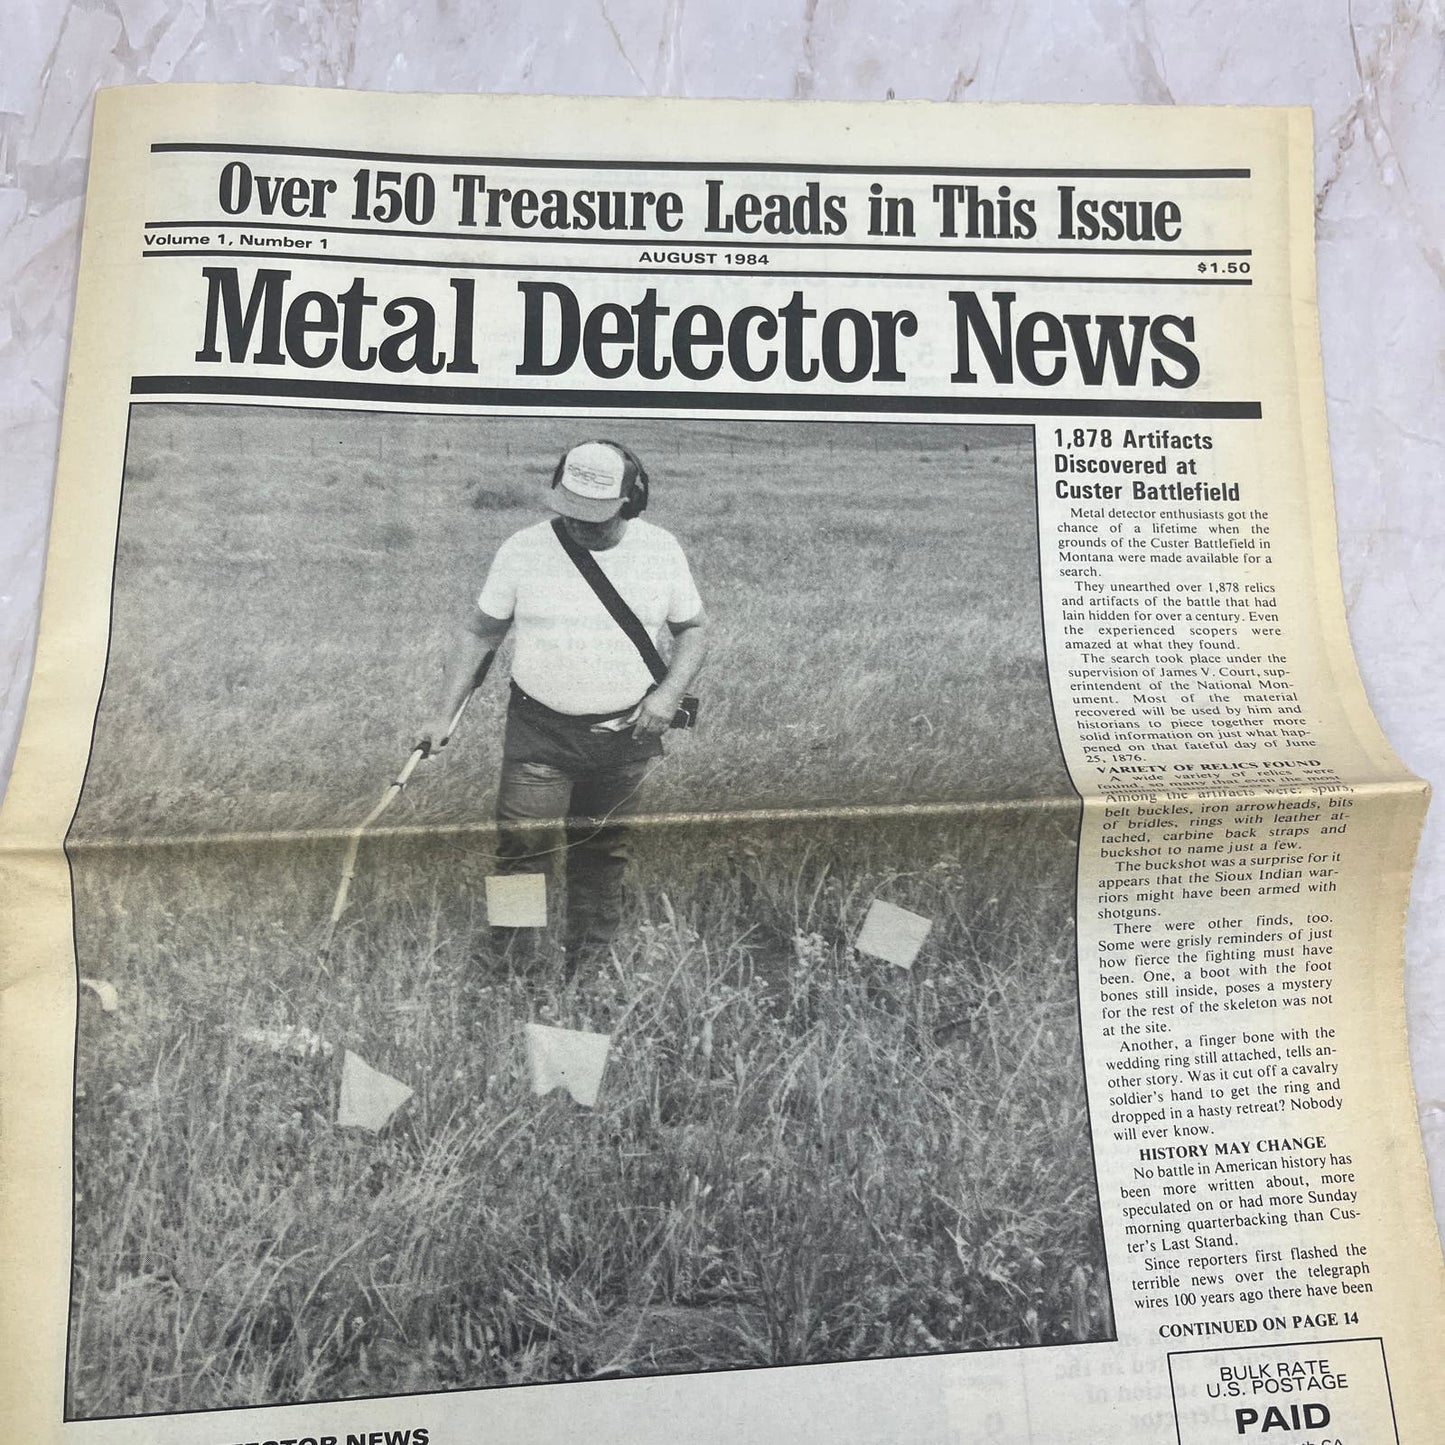 Over 150 Treasure Leads in This Issue
Volume 1, Number 1
AUGUST 1984
$1.50
Metal Detector News
1,878 Artifacts
Discovered at
Custer Battlefield
Metal detector enthusiasts got the
chance of a lifetime when the
grounds of the Custer Battlefield in
Montana were made available for a
search.
They unearthed over 1,878 relics
and artifacts of the battle that had
lain hidden for over a century. Even
the experienced scopers were
amazed at what they found.
The search took place under the
supervision of James V. Court, sup-
erintendent of the National Mon-
ument. Most of the material
recovered will be used by him and
historians to piece together more
solid information on just what hap-
pened on that fateful day of June
25, 1876.
VARIETY OF RELICS FOUND
A wide variety of relics were
found, so many that even the most
Among the artifacts were: spurs,
belt buckles, iron arrowheads, bits
of bridles, rings with leather at-
tached, carbine back straps and
buckshot to name just a few.
The buckshot was a surprise for it
appears that the Sioux Indian war-
riors might have been armed with
shotguns.
There were other finds, too.
Some were grisly reminders of just
how fierce the fighting must have
been. One, a boot with the foot
bones still inside, poses a mystery
for the rest of the skeleton was not
at the site.
Another, a finger bone with the
wedding ring still attached, tells an-
other story. Was it cut off a cavalry
soldier's hand to get the ring and
dropped in a hasty retreat? Nobody
will ever know.
HISTORY MAY CHANGE
No battle in American history has
been more written about, more
speculated on or had more Sunday
morning quarterbacking than Cus-
ter's Last Stand.
Since reporters first flashed the
terrible news over the telegraph
wires 100 years ago there have been
CONTINUED ON PAGE 14
BULK RATE
U.S. POSTAGE
PAID
CA
NEWS